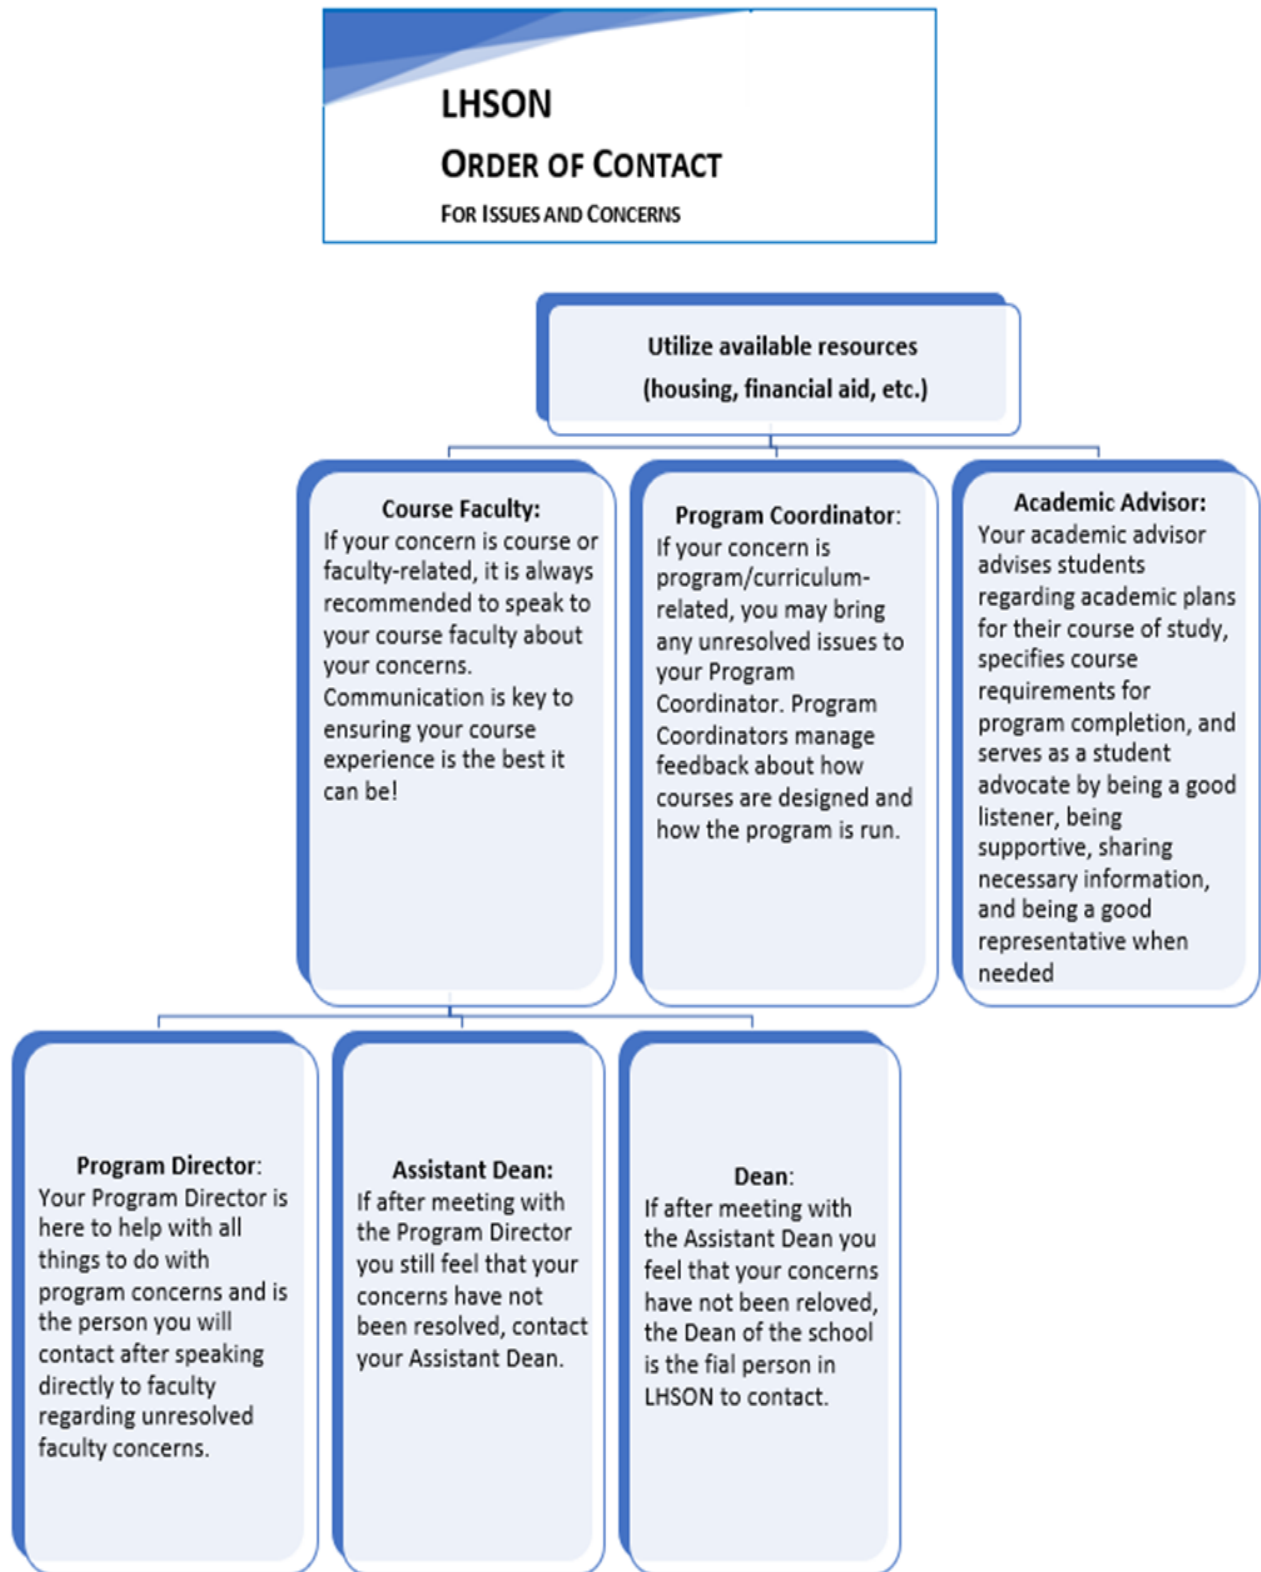 LHSON
ORDER OF CONTACT
FOR ISSUES AND CONCERNS
Utilize available resources
(housing, financial aid, etc.)
Course Faculty:
If your concern is course or
faculty-related, it is always
recommended to speak to
your course faculty about
your concerns.
Communication is key to
ensuring your course
experience is the best it
can be!
Program Coordinator:
If your concern is
program/curriculum-
related, you may bring
any unresolved issues to
your Program
Coordinator. Program
Coordinators manage
feedback about how
courses are designed and
how the program is run.
Academic Advisor:
Your academic advisor
advises students
regarding academic plans
for their course of study,
specifies course
requirements for
program completion, and
serves as a student
advocate by being a good
listener, being
supportive, sharing
necessary information,
and being a good
representative when
needed
Program Director:
Your Program Director is
here to help with all
things to do with
program concerns and is
the person you will
contact after speaking
directly to faculty
regarding unresolved
faculty concerns.
Assistant Dean:
If after meeting with
the Program Director
you still feel that your
concerns have not
been resolved, contact
your Assistant Dean.
Dean:
If after meeting with
the Assistant Dean you
feel that your concerns
have not been reloved,
the Dean of the school
is the fial person in
LHSON to contact.